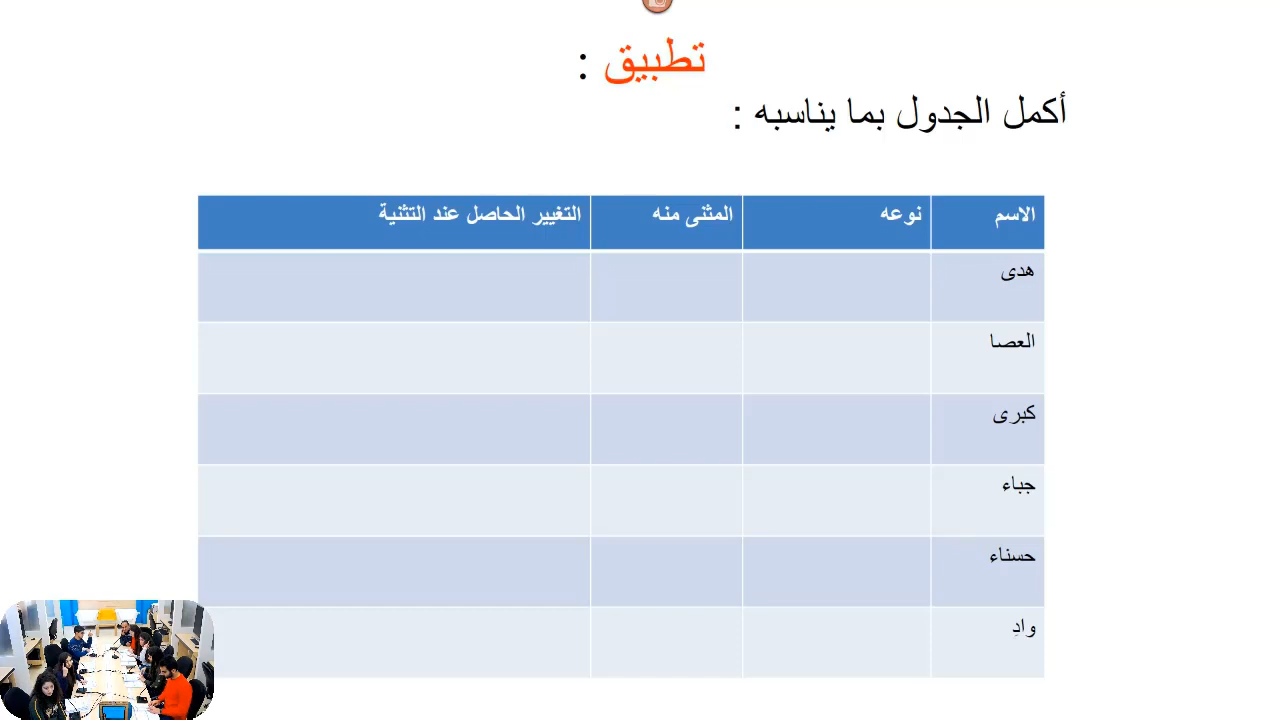 تطبيق :
أكمل الجدول بما يناسبه :
الاسم نوعه المثنى منه التغيير الحاصل عند التثنية
هدى
العصا
كبرى
جباء
حسناء
وادِ